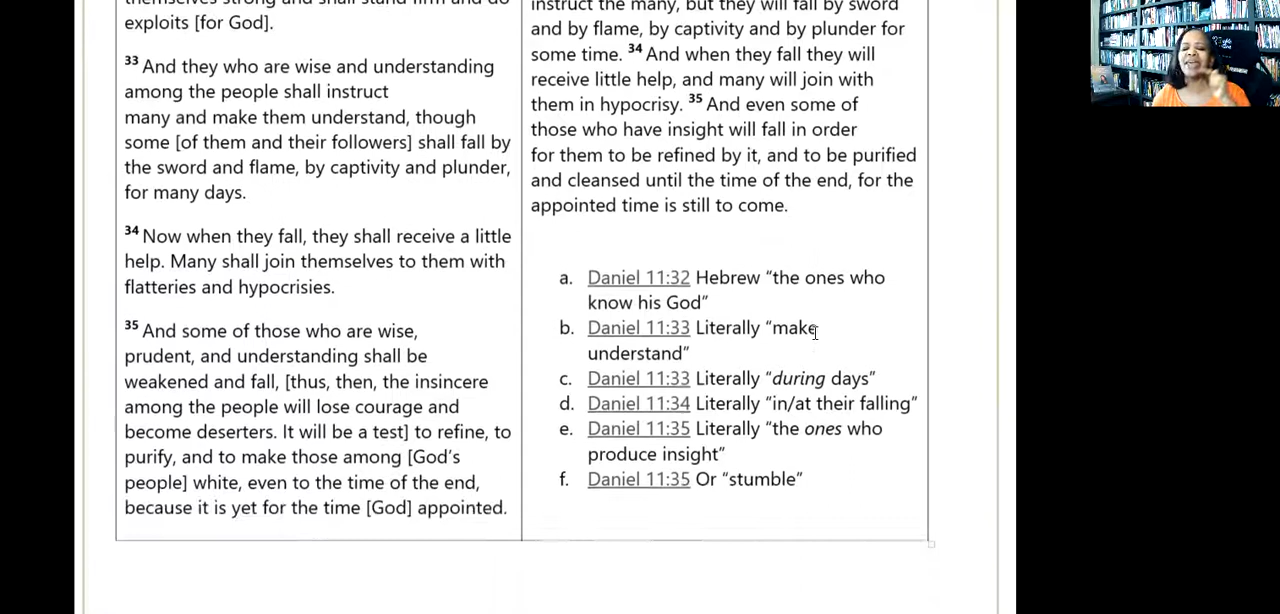 themselves strong and shall stand firm and do
exploits [for God].
33 And they who are wise and understanding
among the people shall instruct
many and make them understand, though
some [of them and their followers] shall fall by
the sword and flame, by captivity and plunder,
for many days.
34 Now when they fall, they shall receive a little
help. Many shall join themselves to them with
flatteries and hypocrisies.
35 And some of those who are wise,
prudent, and understanding shall be
weakened and fall, [thus, then, the insincere
among the people will lose courage and
become deserters. It will be a test] to refine, to
purify, and to make those among [God's
people] white, even to the time of the end,
because it is yet for the time [God] appointed.
instruct the many, but they will fall by sword
and by flame, by captivity and by plunder for
some time. 34 And when they fall they will
receive little help, and many will join with
them in hypocrisy. 35 And even some of
those who have insight will fall in order
for them to be refined by it, and to be purified
and cleansed until the time of the end, for the
appointed time is still to come.
a. Daniel 11:32 Hebrew “the ones who
know his God”
b. Daniel 11:33 Literally “make
understand”
c. Daniel 11:33 Literally “during days”
d. Daniel 11:34 Literally “in/at their falling”
e. Daniel 11:35 Literally “the ones who
produce insight”
f. Daniel 11:35 Or “stumble”